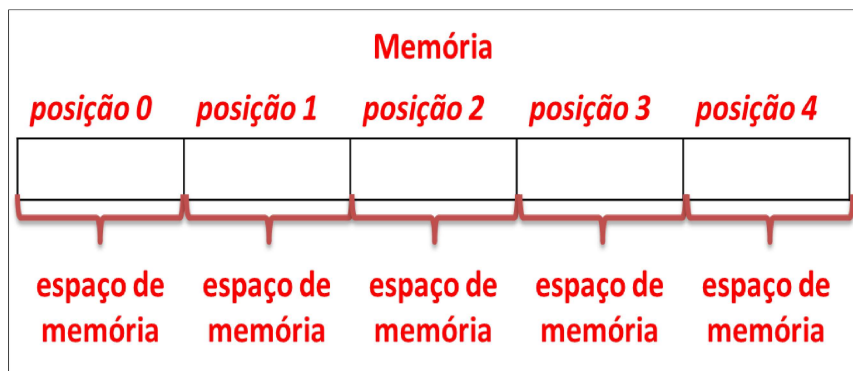 Memória
posição 0 posição 1 posição 2 posição 3 posição 4
espaço de espaço de espaço de espaço de espaço de
memória memória memória memória memória